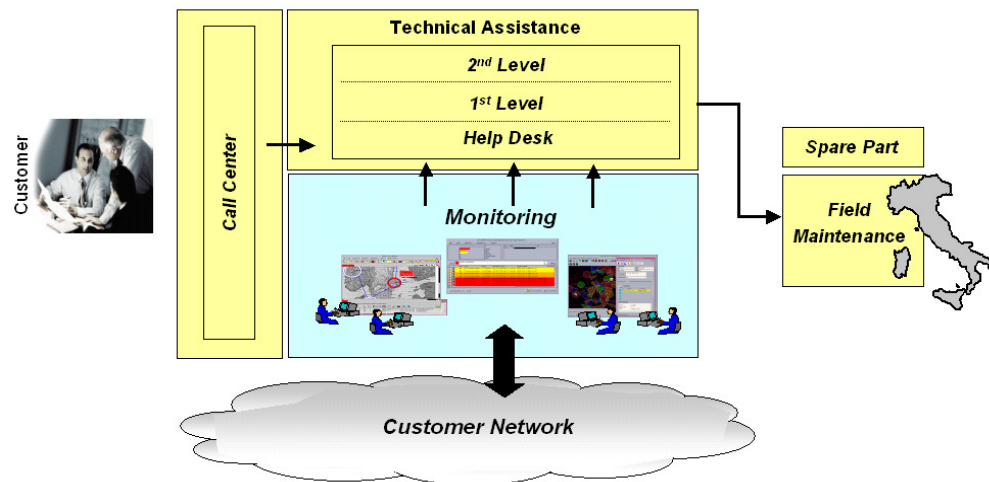 Customer
Call Center
Technical Assistance
2nd Level
1st Level
Help Desk
Monitoring
Customer Network
Spare Part
Field
Maintenance